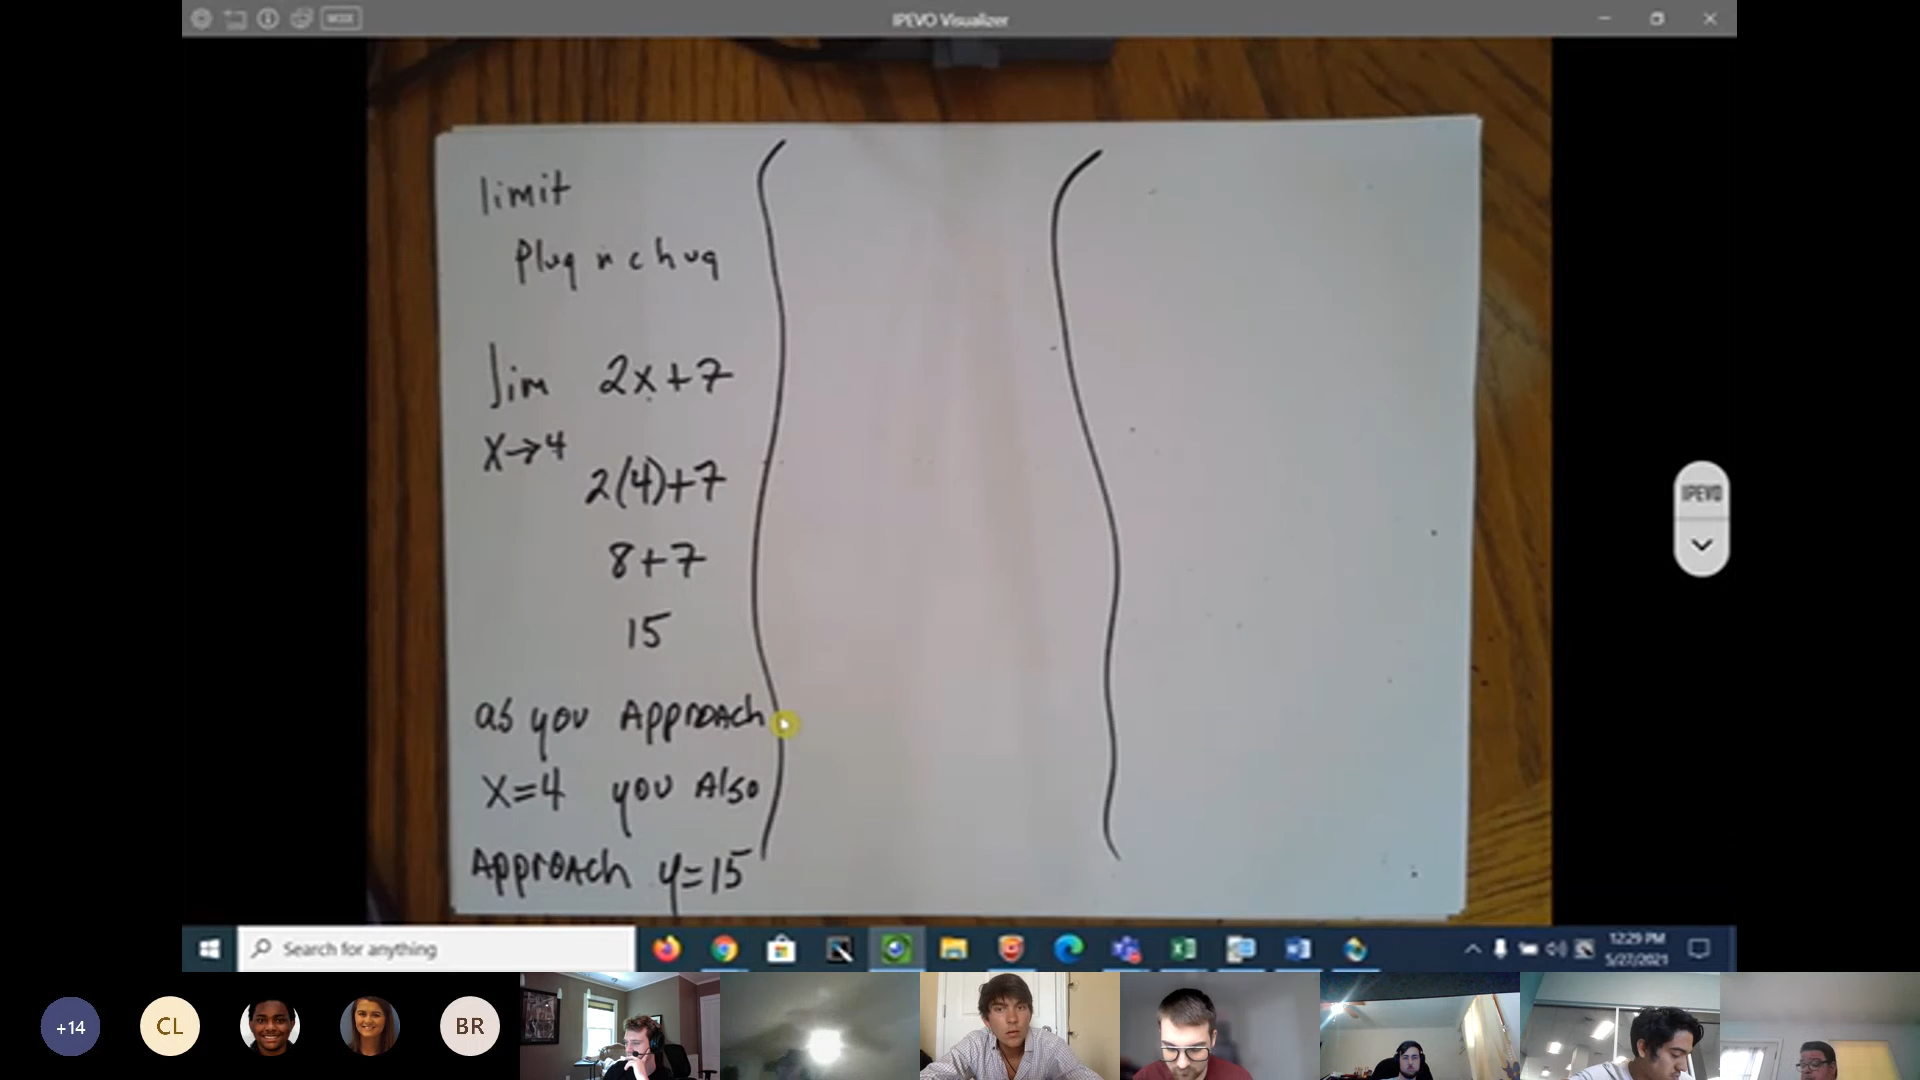 MODE
IPEVO Visualizer
limit
Plug n chug
lim 2x+7
X→4
2(4)+7
8+7
15
as you Approach
X=4 you Also
Approach y=15
IPEVO
Search for anything
12:29 PM
5/27/2021
+14
CL
BR